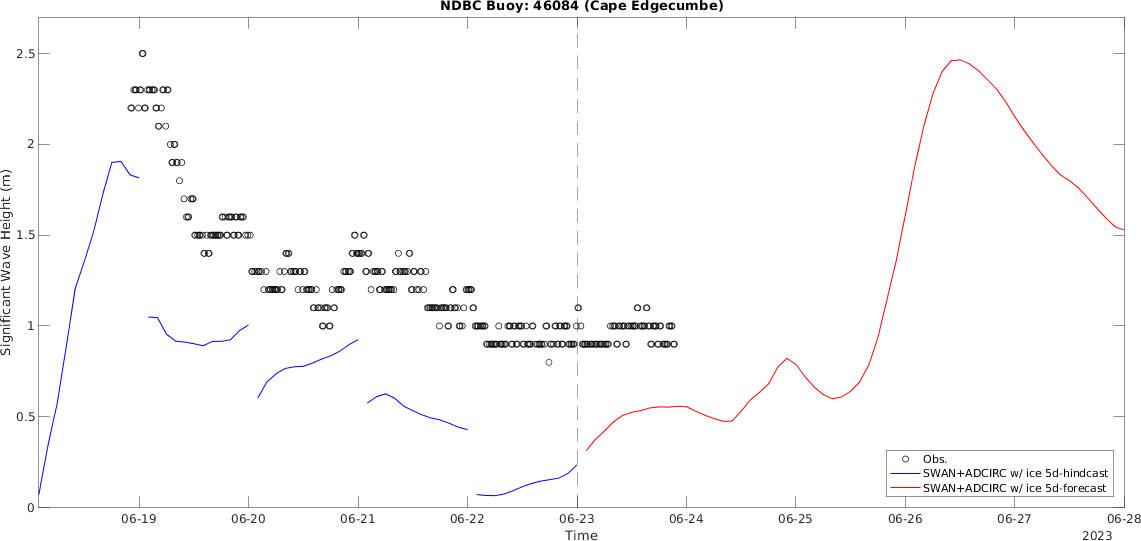 NDBC Buoy: 46084 (Cape Edgecumbe)
Significant Wave Height (m)
2.5
2
1.5
1
0.5
0
Obs.
SWAN+ADCIRC w/ ice 5d-hindcast
SWAN+ADCIRC w/ ice 5d-forecast
06-19 06-20 06-21 06-22 06-23 06-24 06-25 06-26 06-27 06-28
Time
2023